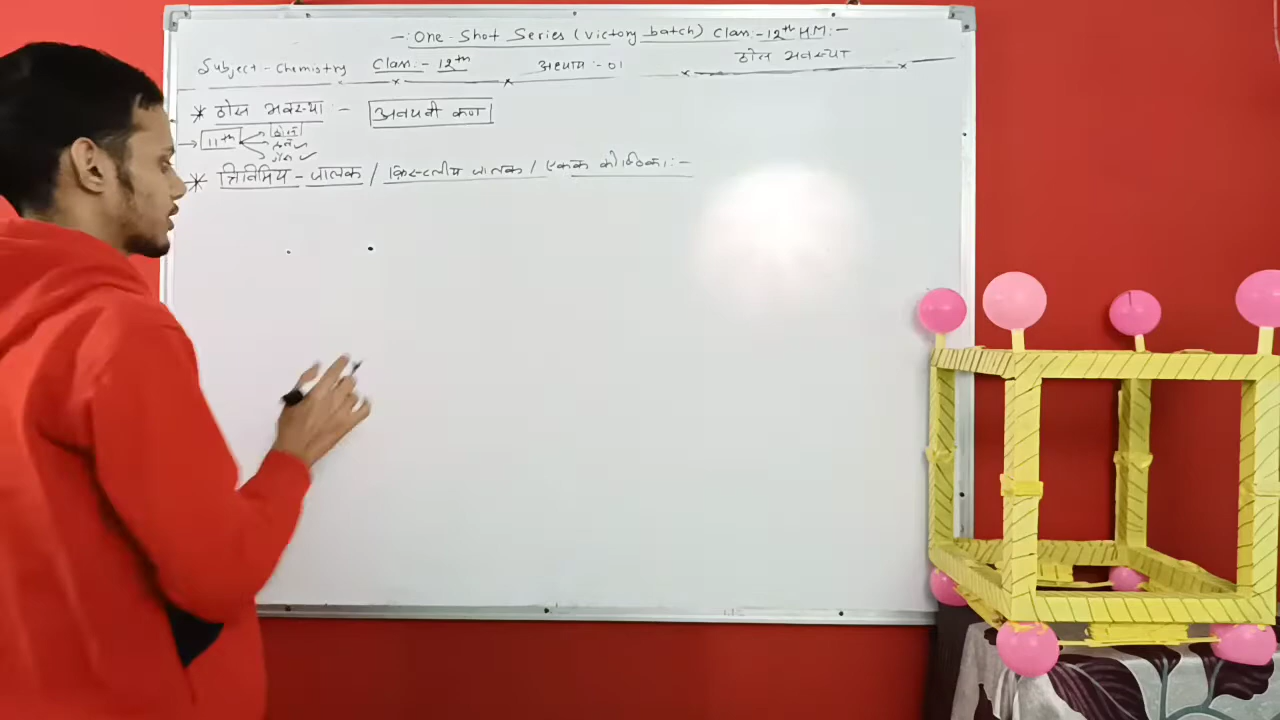 -: One-Shot Series (victory batch) Class:- 12th HM:-
Subject - Chemistry Class:- 12th अध्याय :- 01 ठोस अवस्था
* ठोस अवस्था :- अवयवी कण
→ 11th ठोस
द्रव ✓
गैस ✓
* त्रिविमिय - जालक / क्रिस्टलीय जालक / एकक कोष्ठिका :-